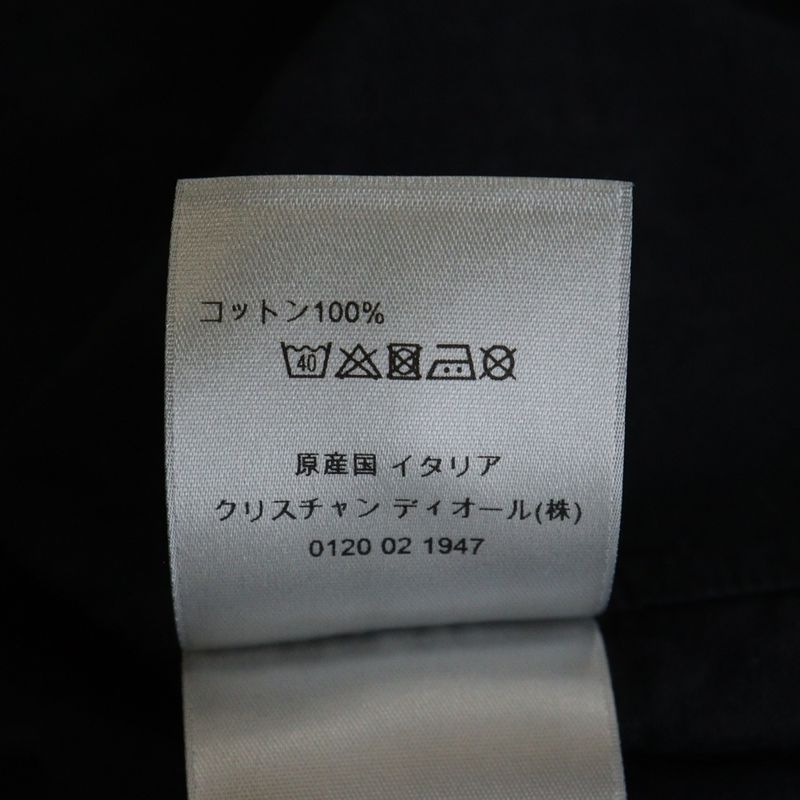 コットン100%
40
原産国 イタリア
クリスチャン ディオール(株)
0120 02 1947